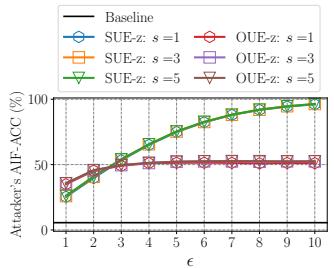 Baseline
SUE-z: s =1
OUE-z: s =1
SUE-z: s =3
OUE-z: s =3
SUE-z: s =5
OUE-z: s =5
Attacker's AIF-ACC (%)
100
50
0
1 2 3 4 5 6 7 8 9 10
ϵ